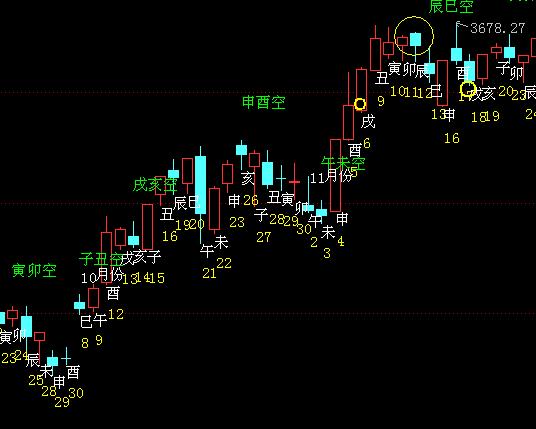 辰巳空
3678.27
申酉空
午未空
戌亥空
子丑空
寅卯空
寅 卯 辰 未 申 酉
23 24 25 28 29 30
10月份
巳 午 酉 戌 亥 子 丑 辰 巳
8 9 12 13 14 15 16 19 20
午 未 申 亥 子 丑 寅 卯
21 22 23 26 27 28 29 30
11月份
午 未 申 酉 戌 丑 寅 卯 辰 巳 申
2 3 4 5 6 9 10 11 12 13 16
酉 戌 亥 子 卯 辰
17 18 19 20 23 24